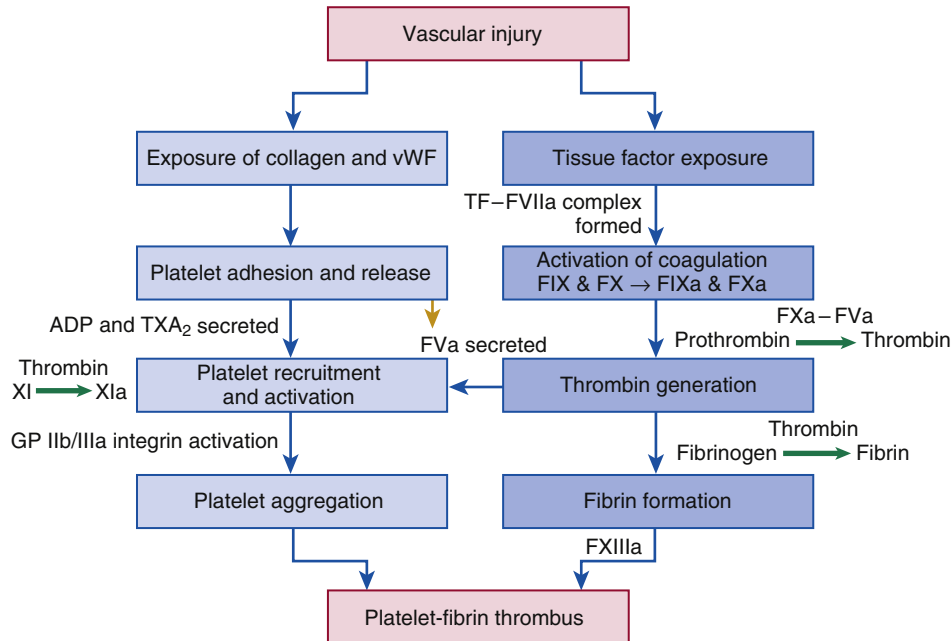 Vascular injury
Exposure of collagen and vWF
Tissue factor exposure
TF–FVIIa complex
formed
Platelet adhesion and release
Activation of coagulation
FIX & FX → FIXa & FXa
ADP and TXA₂ secreted
FVa secreted
FXa–FVa
Prothrombin
Thrombin
Thrombin
XI
XIa
Platelet recruitment
and activation
Thrombin generation
GP IIb/IIIa integrin activation
Thrombin
Fibrinogen
Fibrin
Platelet aggregation
Fibrin formation
FXIIIa
Platelet-fibrin thrombus